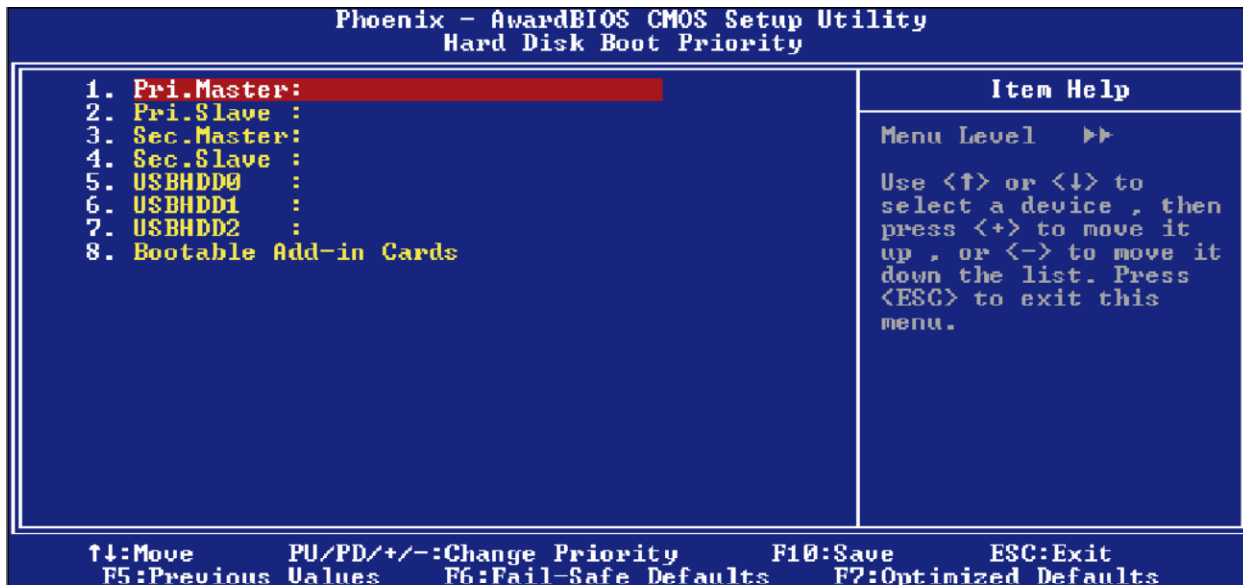 Phoenix - AwardBIOS CMOS Setup Utility
Hard Disk Boot Priority
1. Pri.Master:
2. Pri.Slave :
3. Sec.Master:
4. Sec.Slave :
5. USBHDD0 :
6. USBHDD1 :
7. USBHDD2 :
8. Bootable Add-in Cards
Item Help
Menu Level ▶▶
Use <↑> or <↓> to
select a device , then
press <+> to move it
up , or <-> to move it
down the list. Press
<ESC> to exit this
menu.
↑↓:Move PU/PD/+/-:Change Priority F10:Save ESC:Exit
F5:Previous Values F6:Fail-Safe Defaults F7:Optimized Defaults